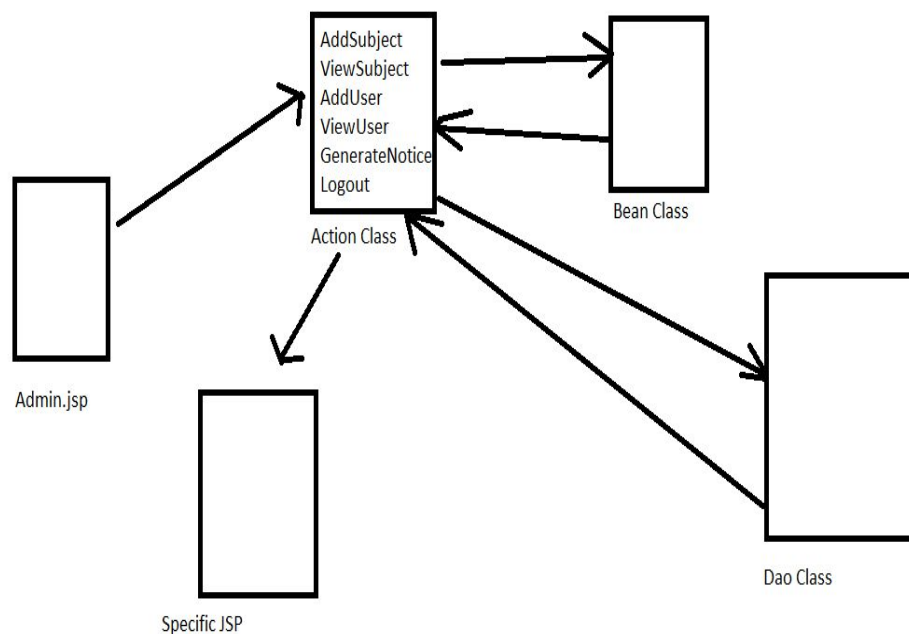 AddSubject
ViewSubject
AddUser
ViewUser
GenerateNotice
Logout
Action Class
Bean Class
Admin.jsp
Dao Class
Specific JSP